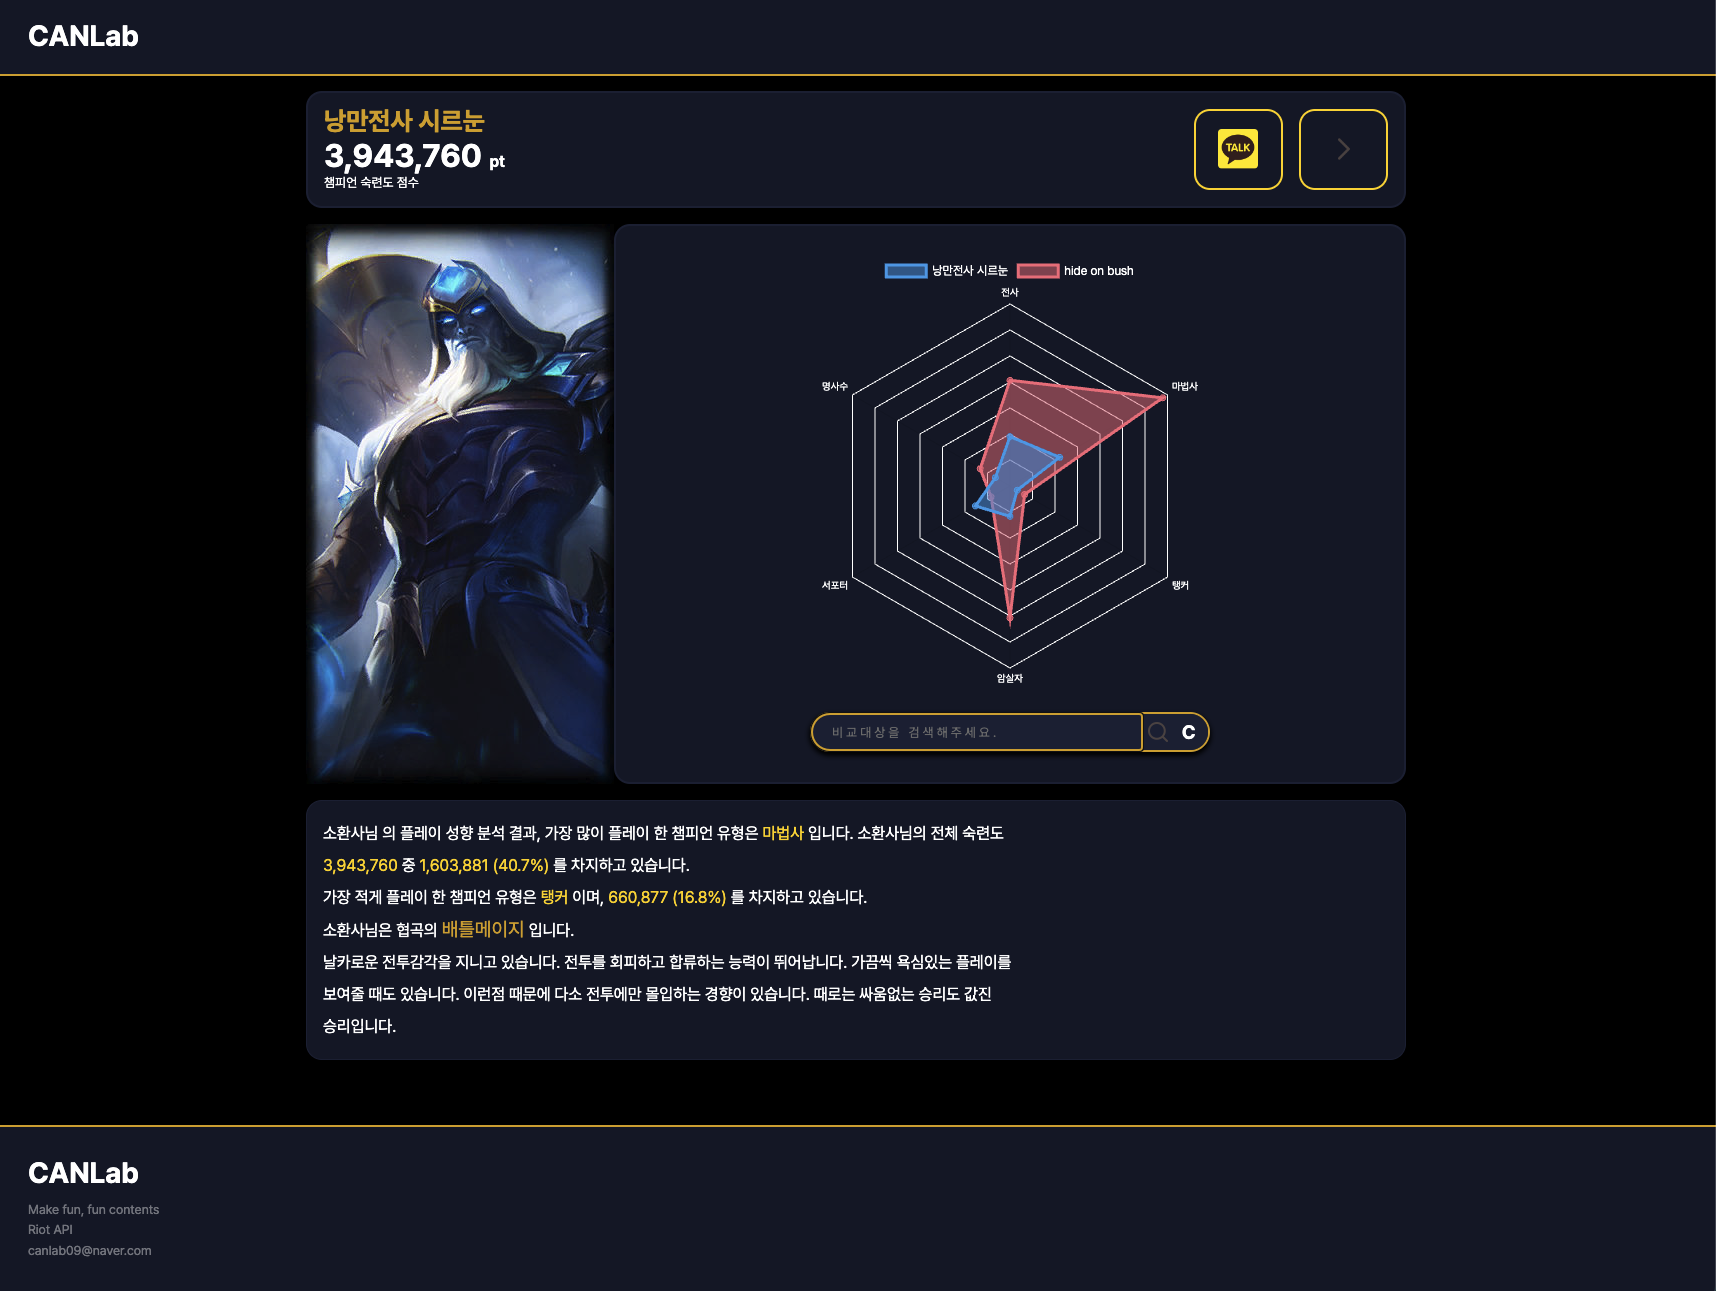 CANLab
낭만전사 시르눈
3,943,760 pt
챔피언 숙련도 점수
TALK
낭만전사 시르눈 hide on bush
전사
명사수 마법사
서포터 탱커
암살자
비교대상을 검색해주세요. C
소환사님 의 플레이 성향 분석 결과, 가장 많이 플레이 한 챔피언 유형은 마법사 입니다. 소환사님의 전체 숙련도
3,943,760 중 1,603,881 (40.7%) 를 차지하고 있습니다.
가장 적게 플레이 한 챔피언 유형은 탱커 이며, 660,877 (16.8%) 를 차지하고 있습니다.
소환사님은 협곡의 배틀메이지 입니다.
날카로운 전투감각을 지니고 있습니다. 전투를 회피하고 합류하는 능력이 뛰어납니다. 가끔씩 욕심있는 플레이를
보여줄 때도 있습니다. 이런점 때문에 다소 전투에만 몰입하는 경향이 있습니다. 때로는 싸움없는 승리도 값진
승리입니다.
CANLab
Make fun, fun contents
Riot API
canlab09@naver.com